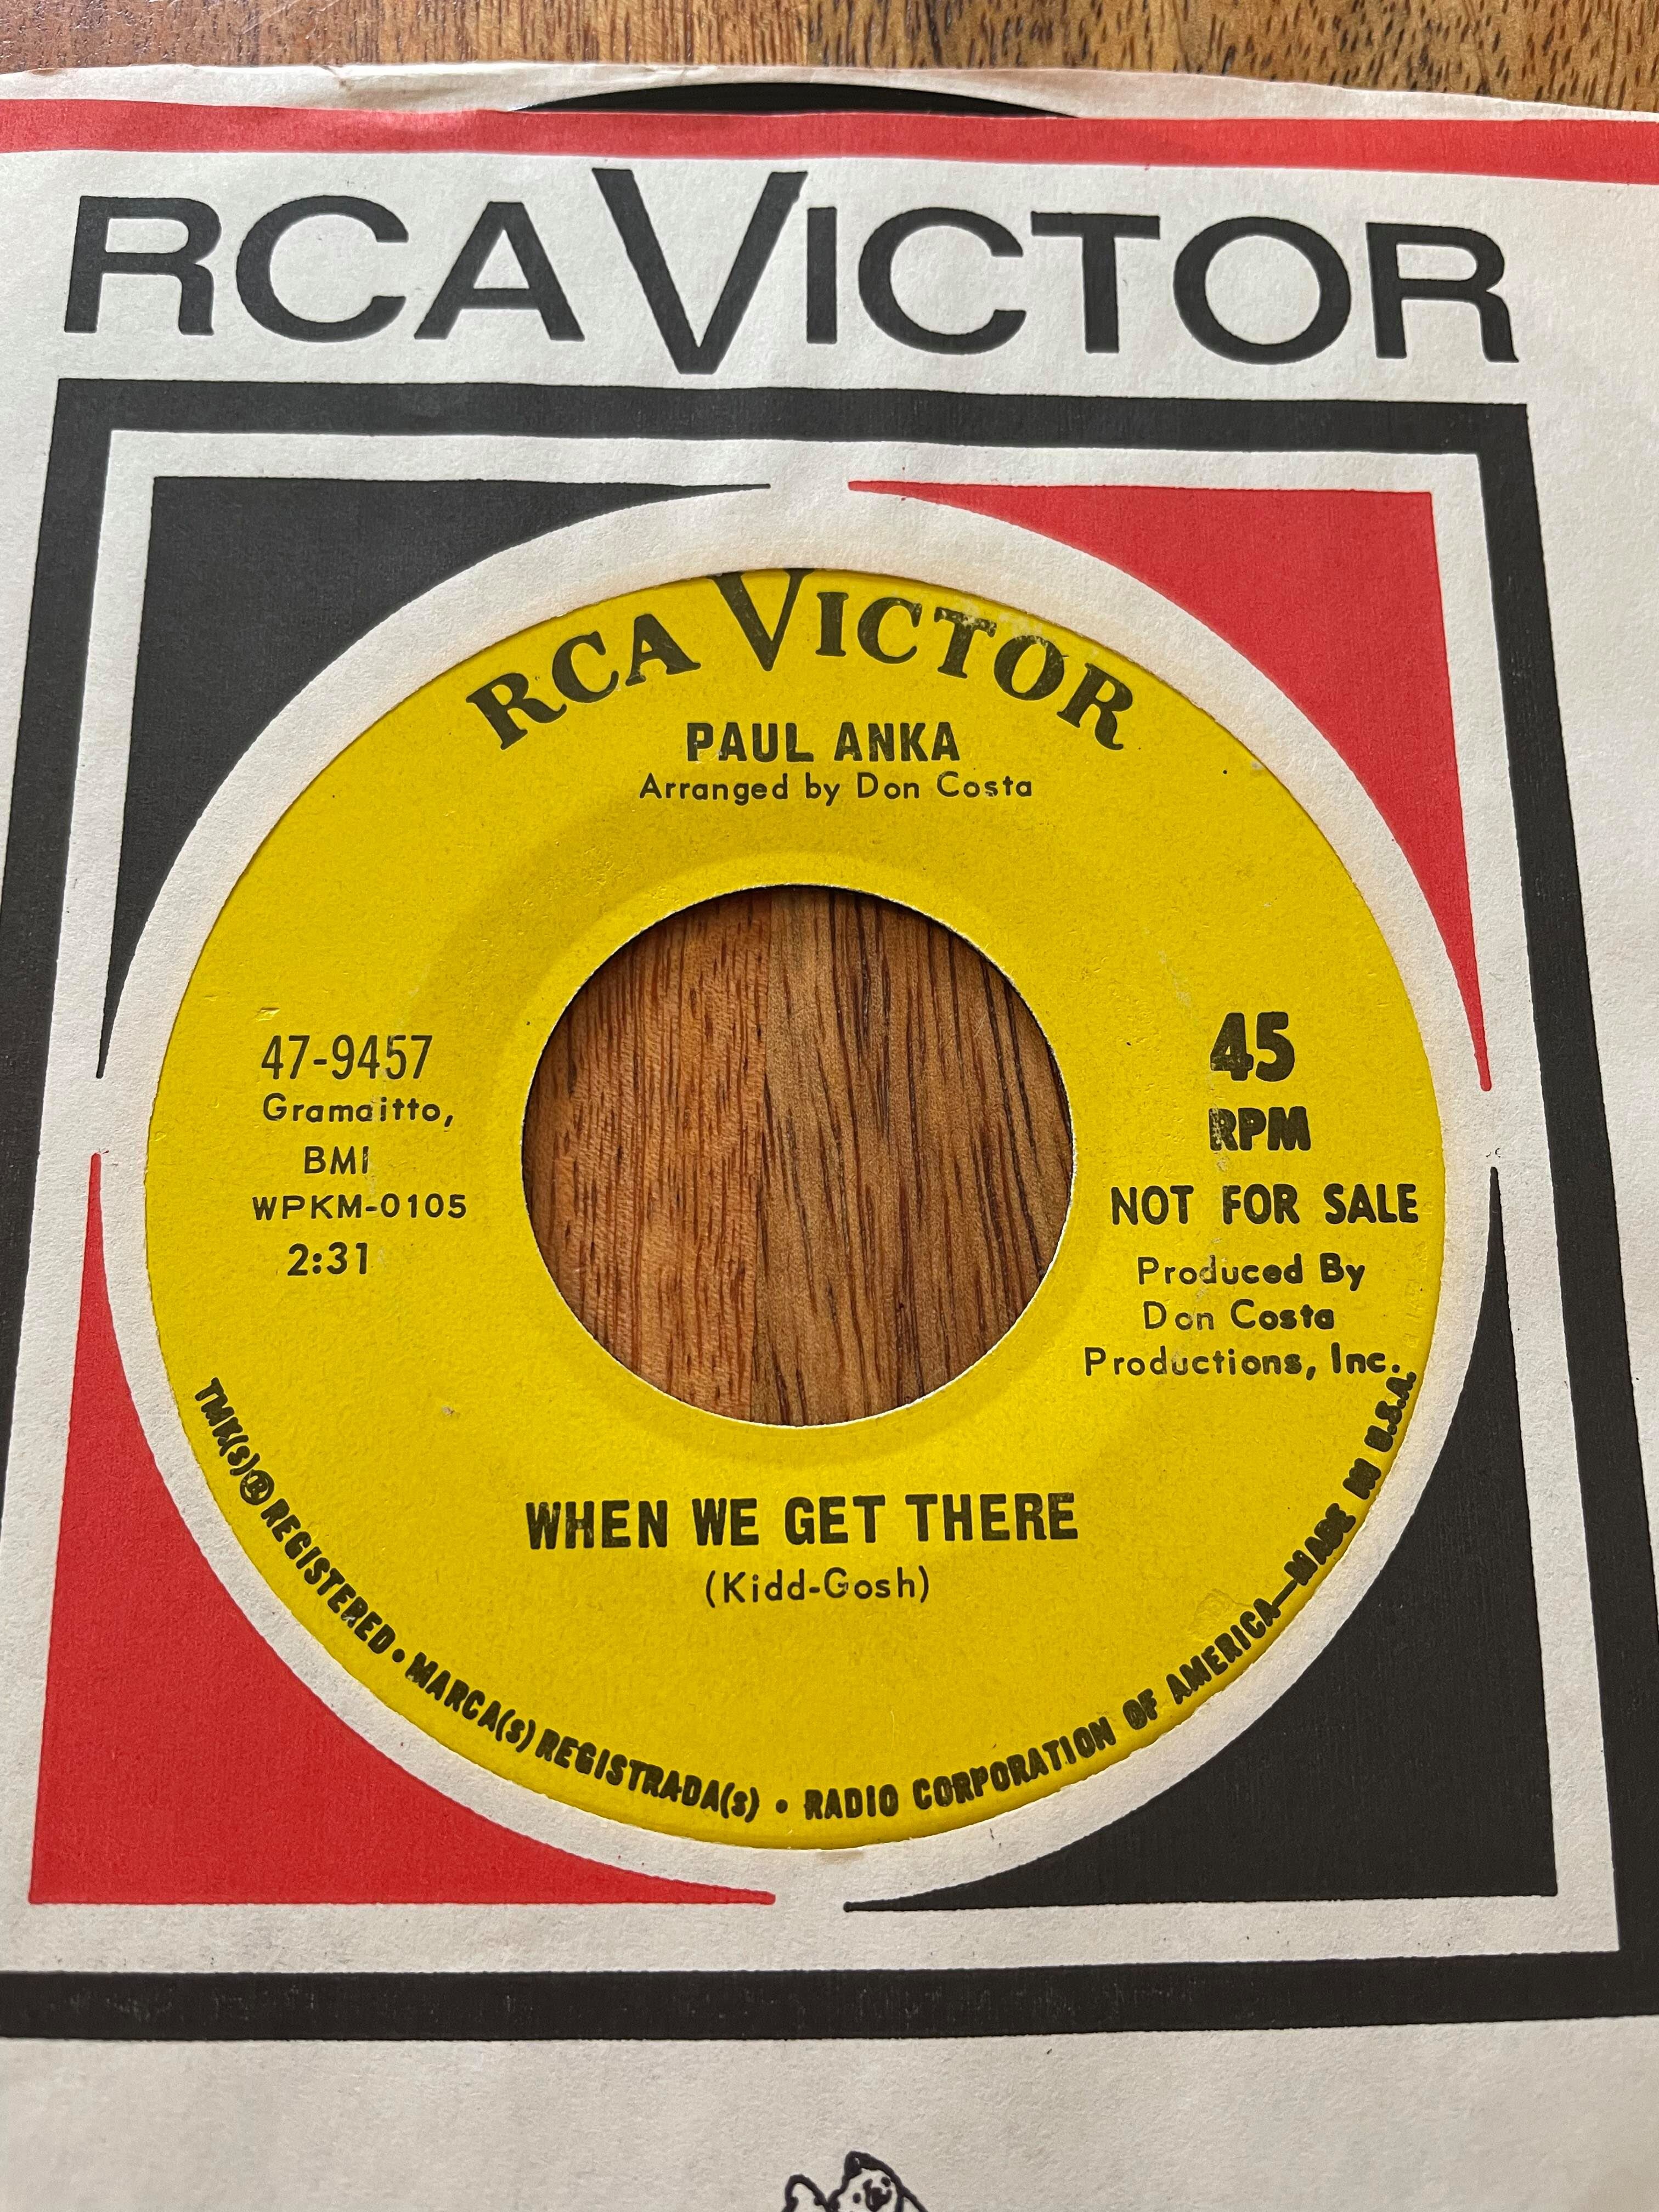 RCA VICTOR
RCA VICTOR
PAUL ANKA
Arranged by Don Costa
47-9457
Gramaitto,
BMI
WPKM-0105
2:31
45
RPM
NOT FOR SALE
Produced By
Don Costa
Productions, Inc.
WHEN WE GET THERE
(Kidd-Gosh)
TMK(s) ® REGISTERED • MARCA(s) REGISTRADA(s) • RADIO CORPORATION OF AMERICA—MADE IN U.S.A.